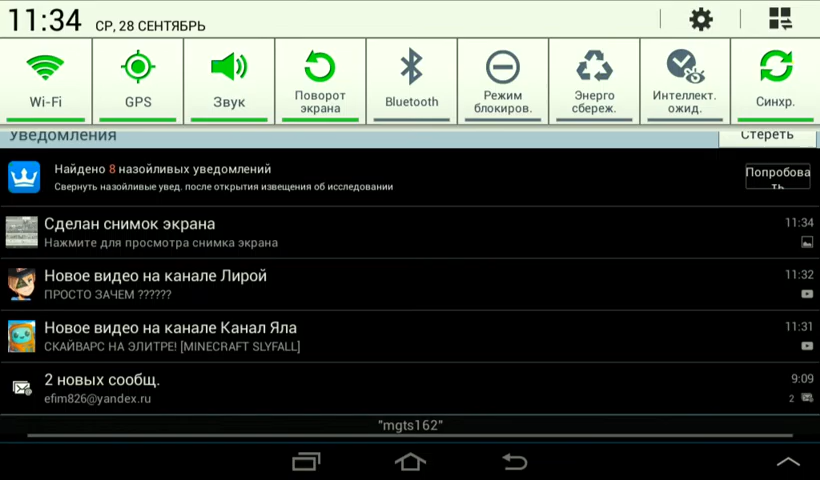 11:34 СР, 28 СЕНТЯБРЬ
Wi-Fi
GPS
Звук
Поворот
экрана
Bluetooth
Режим
блокиров.
Энерго
сбереж.
Интеллект.
ожид.
Синхр.
Уведомления
Стереть
Найдено 8 назойливых уведомлений
Свернуть назойливые увед. после открытия извещения об исследовании
Попробова
ть
Сделан снимок экрана
11:34
Нажмите для просмотра снимка экрана
Новое видео на канале Лирой
11:32
ПРОСТО ЗАЧЕМ ??????
Новое видео на канале Канал Яла
11:31
СКАЙВАРС НА ЭЛИТРЕ! [MINECRAFT SLYFALL]
2 новых сообщ.
9:09
efim826@yandex.ru
2
"mgts162"